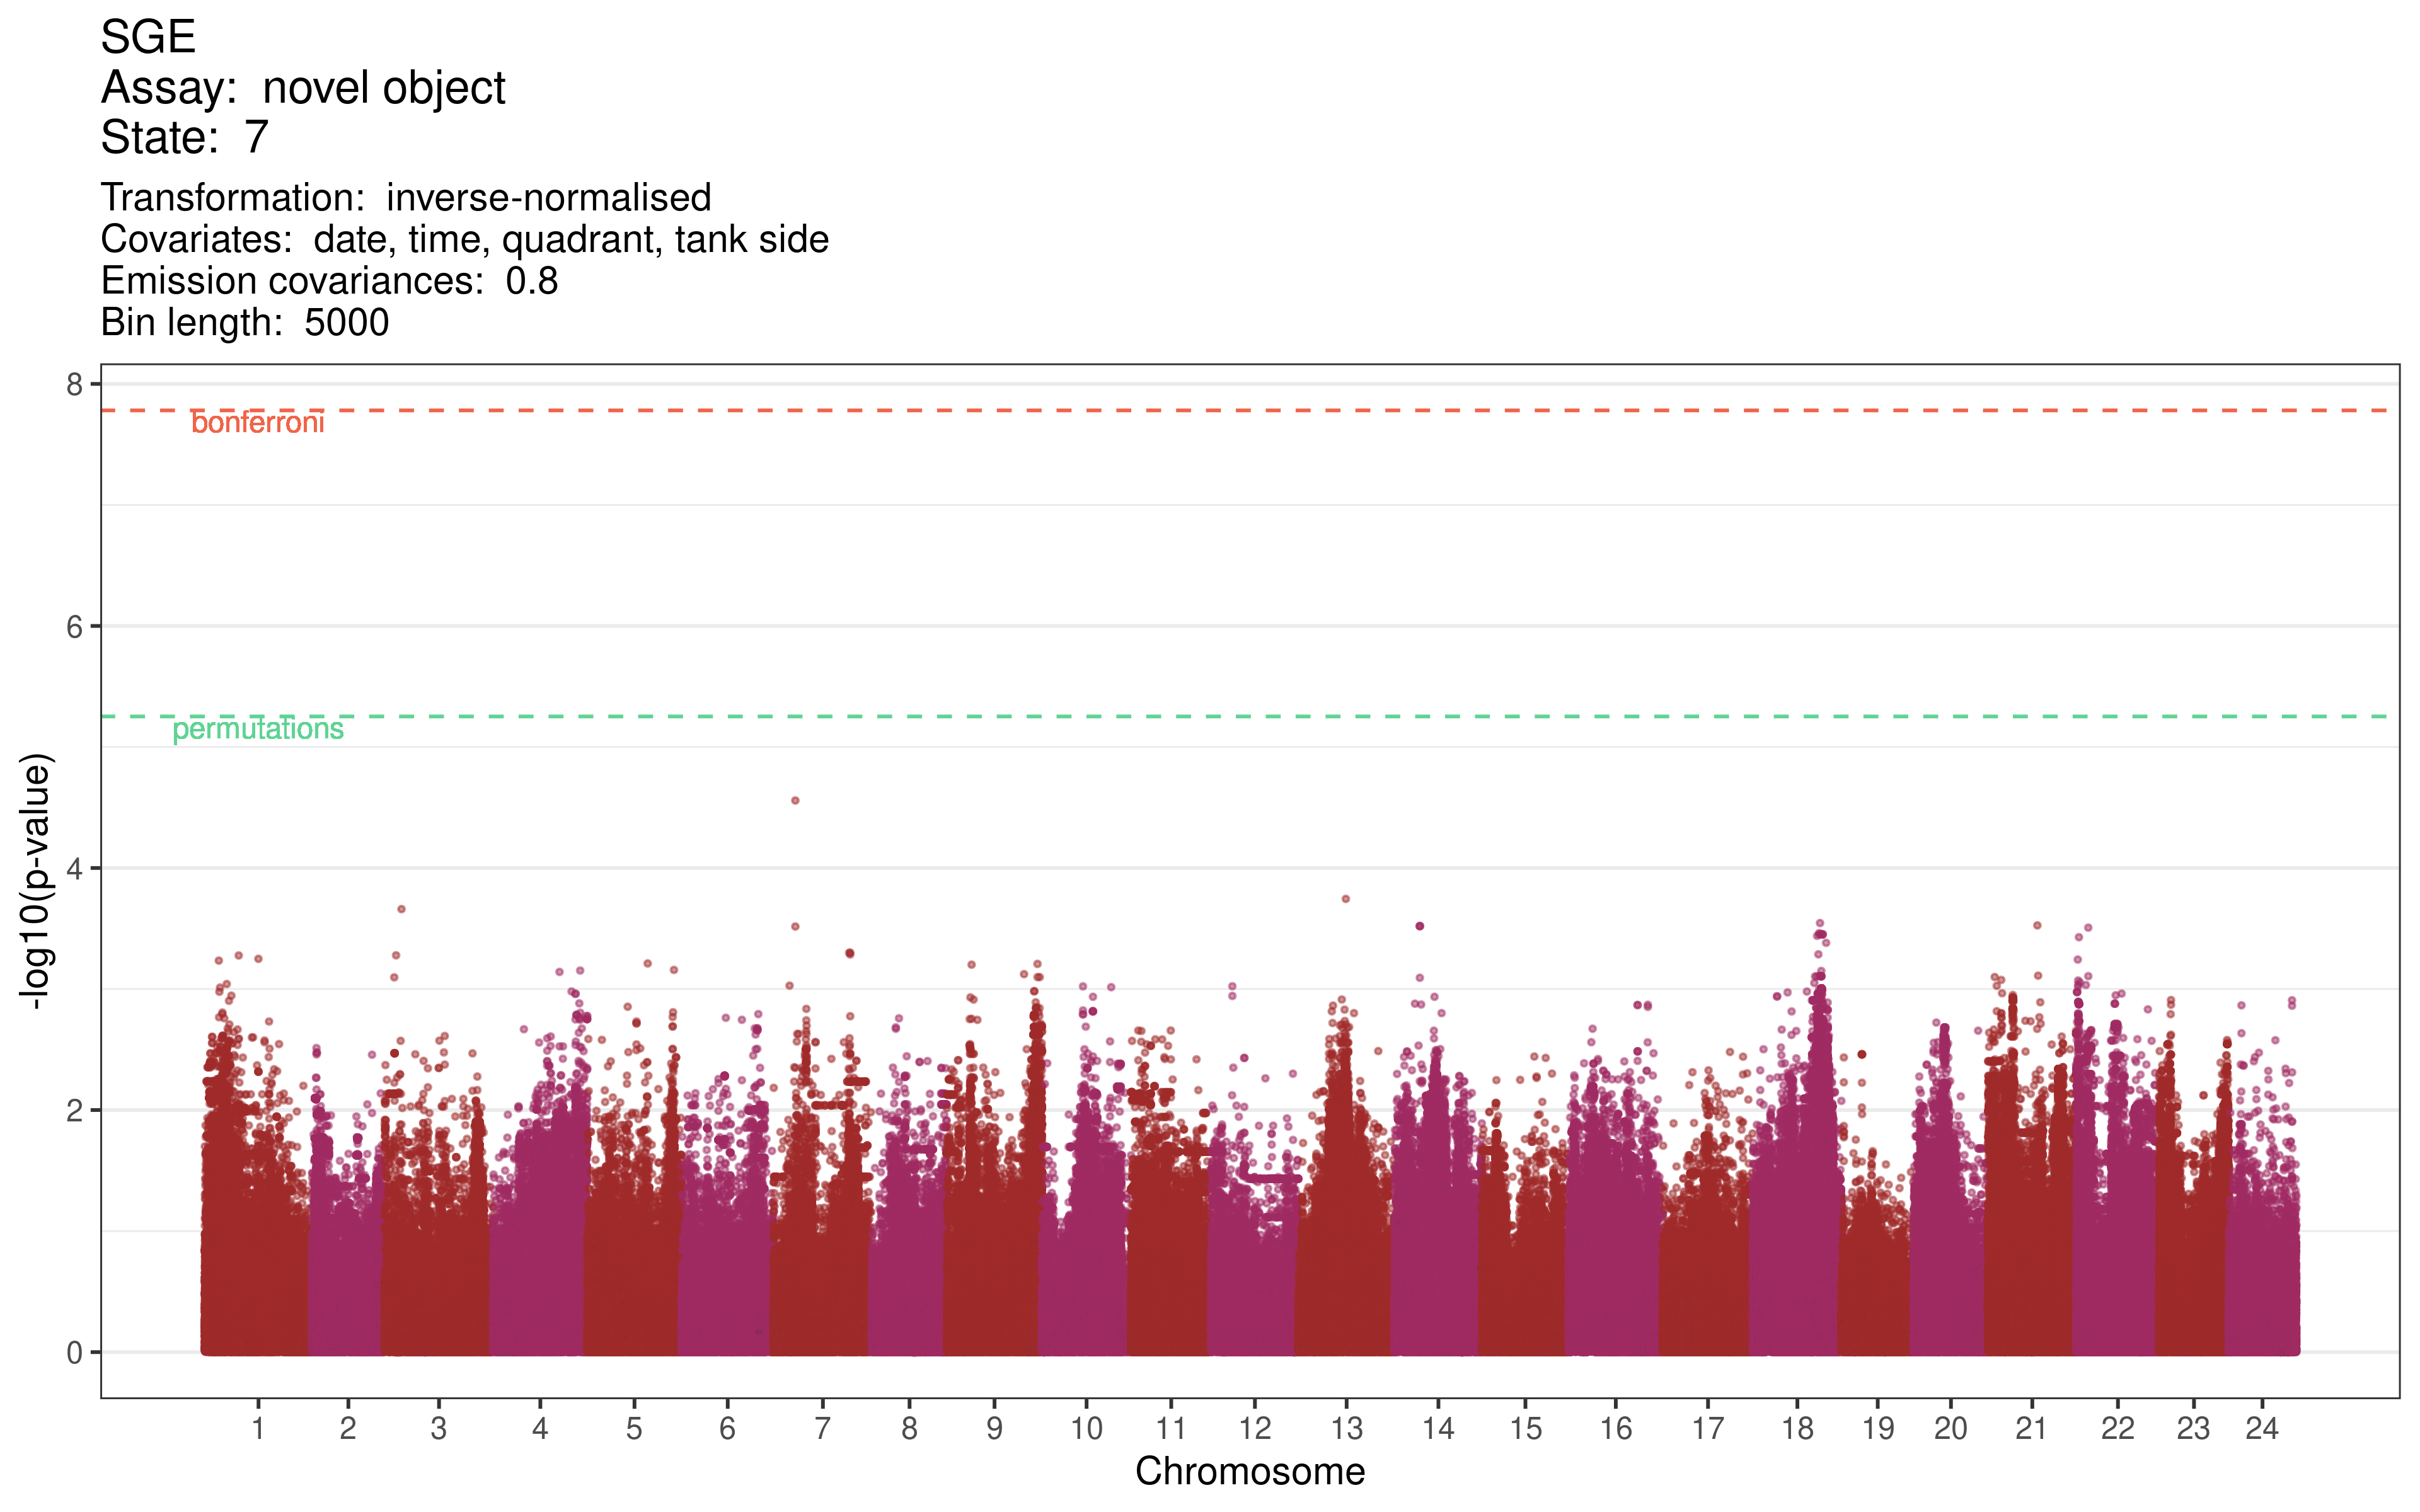 SGE
Assay:  novel object
State:  7
Transformation:  inverse-normalised
Covariates:  date, time, quadrant, tank side
Emission covariances:  0.8
Bin length:  5000
8
bonferroni
6
permutations
4
2
0
-log10(p-value)
1 2 3 4 5 6 7 8 9 10 11 12 13 14 15 16 17 18 19 20 21 22 23 24
Chromosome